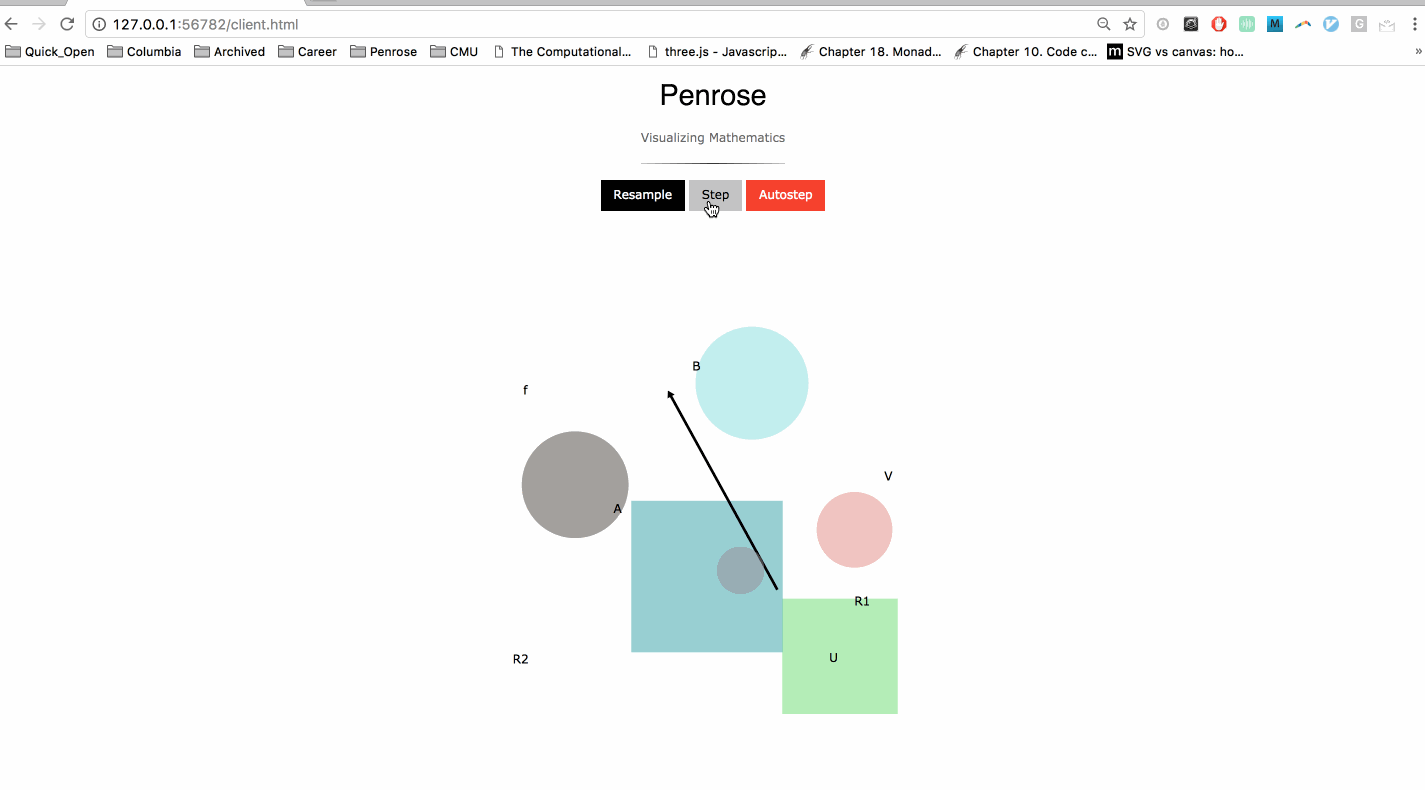 127.0.0.1:56782/client.html
Quick_Open Columbia Archived Career Penrose CMU The Computational... three.js - Javascrip... Chapter 18. Monad... Chapter 10. Code c... m SVG vs canvas: ho... »
Penrose
Visualizing Mathematics
Resample Step Autostep
B
f
V
A
R1
U
R2